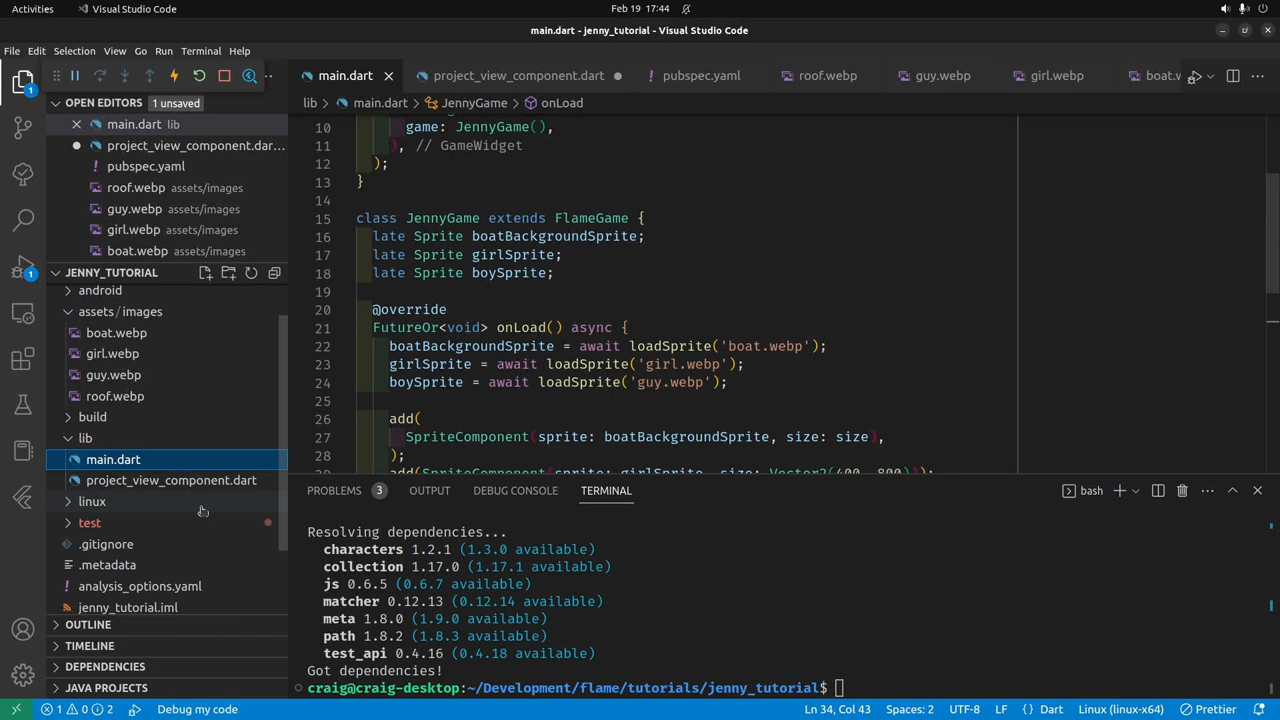 Activities
Visual Studio Code
Feb 19 17:44
main.dart - jenny_tutorial - Visual Studio Code
File Edit Selection View Go Run Terminal Help
main.dart
project_view_component.dart
pubspec.yaml
roof.webp
guy.webp
girl.webp
boat.w
OPEN EDITORS 1 unsaved
main.dart lib
project_view_component.dar...
pubspec.yaml
roof.webp assets/images
guy.webp assets/images
girl.webp assets/images
boat.webp assets/images
JENNY_TUTORIAL
android
assets/images
boat.webp
girl.webp
guy.webp
roof.webp
build
lib
main.dart
project_view_component.dart
linux
test
.gitignore
.metadata
analysis_options.yaml
jenny_tutorial.iml
OUTLINE
TIMELINE
DEPENDENCIES
JAVA PROJECTS
1
1
lib > main.dart > JennyGame > onLoad
10 game: JennyGame(),
11 ), // GameWidget
12 );
13 }
14
15 class JennyGame extends FlameGame {
16 late Sprite boatBackgroundSprite;
17 late Sprite girlSprite;
18 late Sprite boySprite;
19
20 @override
21 FutureOr<void> onLoad() async {
22 boatBackgroundSprite = await loadSprite('boat.webp');
23 girlSprite = await loadSprite('girl.webp');
24 boySprite = await loadSprite('guy.webp');
25
26 add(
27 SpriteComponent(sprite: boatBackgroundSprite, size: size),
28 );
add(SpriteComponent(sprite: girlSprite, size: Vector2(400, 800)));
PROBLEMS 3 OUTPUT DEBUG CONSOLE TERMINAL
bash
Resolving dependencies...
characters 1.2.1 (1.3.0 available)
collection 1.17.0 (1.17.1 available)
js 0.6.5 (0.6.7 available)
matcher 0.12.13 (0.12.14 available)
meta 1.8.0 (1.9.0 available)
path 1.8.2 (1.8.3 available)
test_api 0.4.16 (0.4.18 available)
Got dependencies!
craig@craig-desktop:~/Development/flame/tutorials/jenny_tutorial$
1 0 2 Debug my code
Ln 34, Col 43 Spaces: 2 UTF-8 LF {} Dart Linux (linux-x64) Prettier